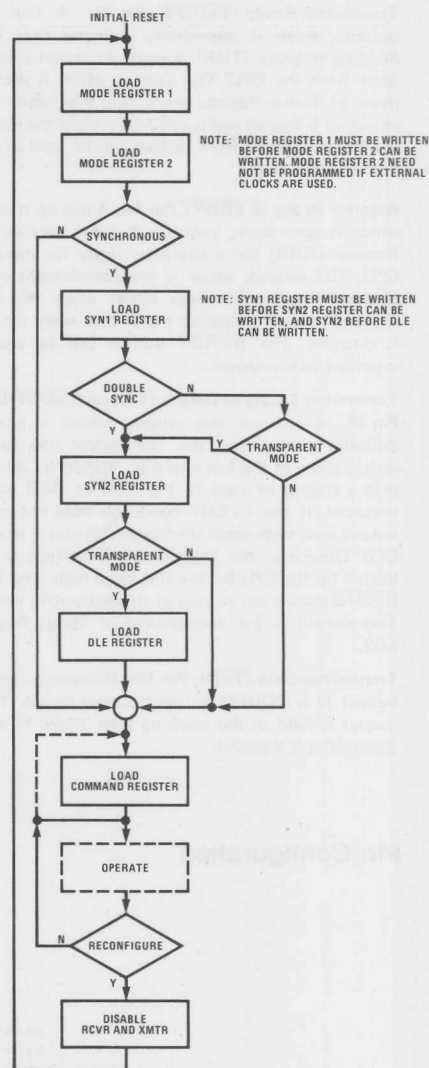 INITIAL RESET
LOAD
MODE REGISTER 1
LOAD
MODE REGISTER 2
NOTE: MODE REGISTER 1 MUST BE WRITTEN
BEFORE MODE REGISTER 2 CAN BE
WRITTEN. MODE REGISTER 2 NEED
NOT BE PROGRAMMED IF EXTERNAL
CLOCKS ARE USED.
N
SYNCHRONOUS
Y
LOAD
SYN1 REGISTER
NOTE: SYN1 REGISTER MUST BE WRITTEN
BEFORE SYN2 REGISTER CAN BE
WRITTEN, AND SYN2 BEFORE DLE
CAN BE WRITTEN.
DOUBLE
SYNC
N
Y
Y
TRANSPARENT
MODE
N
LOAD
SYN2 REGISTER
TRANSPARENT
MODE
N
Y
LOAD
DLE REGISTER
LOAD
COMMAND REGISTER
OPERATE
N
RECONFIGURE
Y
DISABLE
RCVR AND XMTR